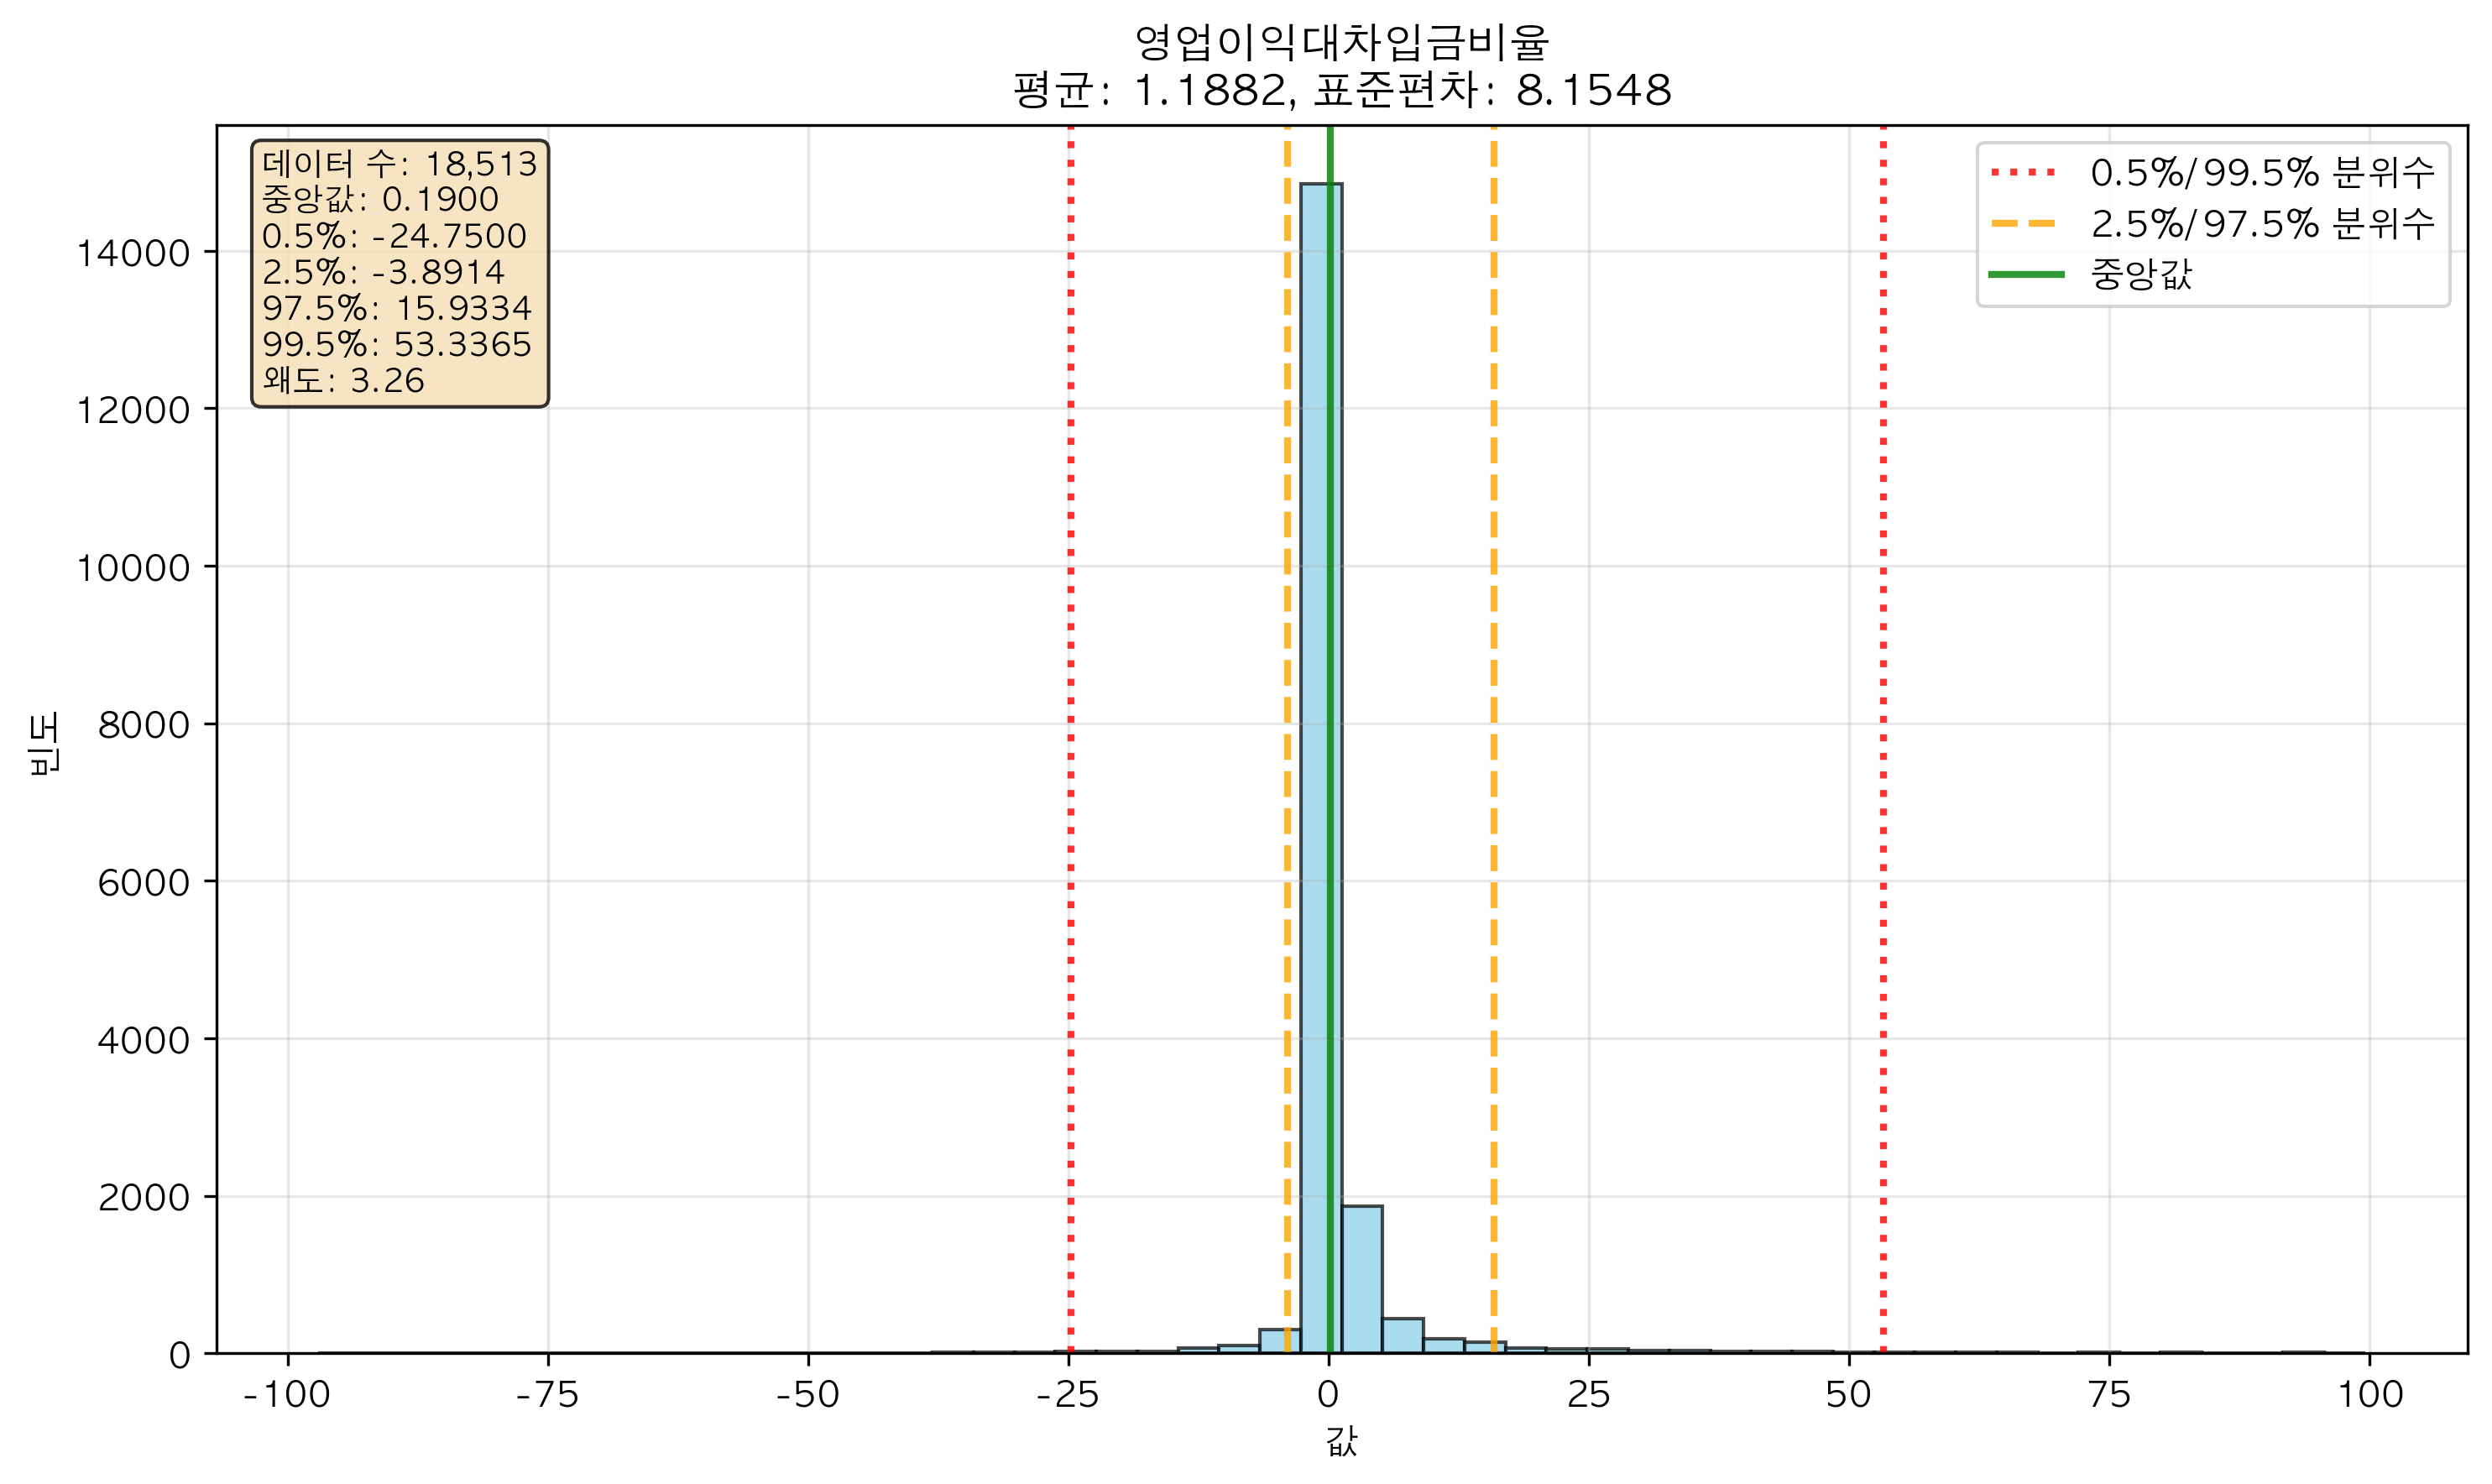 영업이익대차입금비율
평균: 1.1882, 표준편차: 8.1548
데이터 수: 18,513
중앙값: 0.1900
0.5%: -24.7500
2.5%: -3.8914
97.5%: 15.9334
99.5%: 53.3365
왜도: 3.26
0.5%/99.5% 분위수
2.5%/97.5% 분위수
중앙값
14000
12000
10000
8000
6000
4000
2000
0
빈도
-100 -75 -50 -25 0 25 50 75 100
값